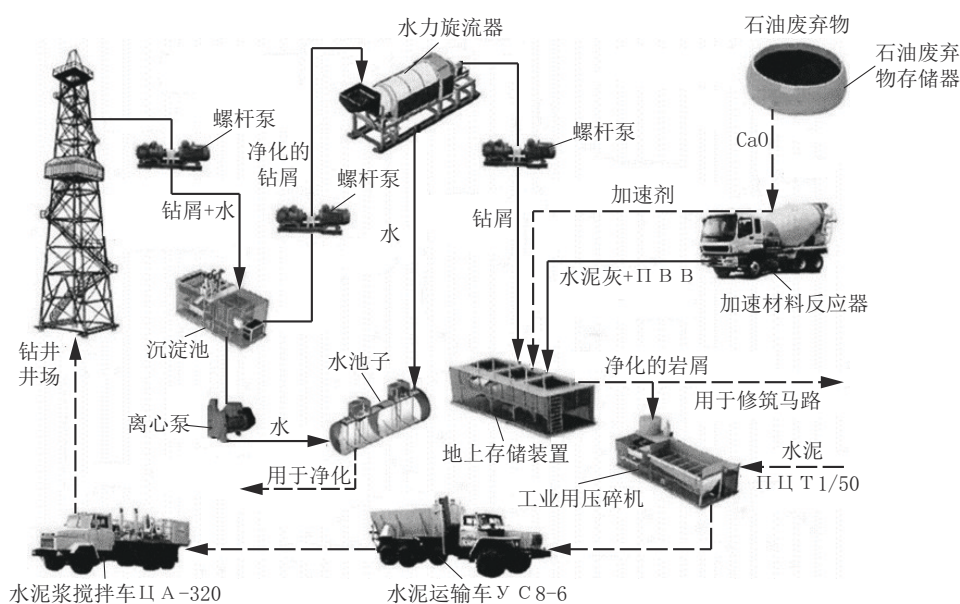 水力旋流器
石油废弃物
石油废弃
物存储器
螺杆泵
净化的
钻屑
螺杆泵
CaO
钻屑+水
螺杆泵
水
钻屑
加速剂
水泥灰+ПВВ
加速材料反应器
沉淀池
钻井
井场
水池子
净化的岩屑
用于修筑马路
离心泵
水
地上存储装置
水泥
ПЦТ1/50
用于净化
工业用压碎机
水泥浆搅拌车ЦА-320
水泥运输车УС8-6